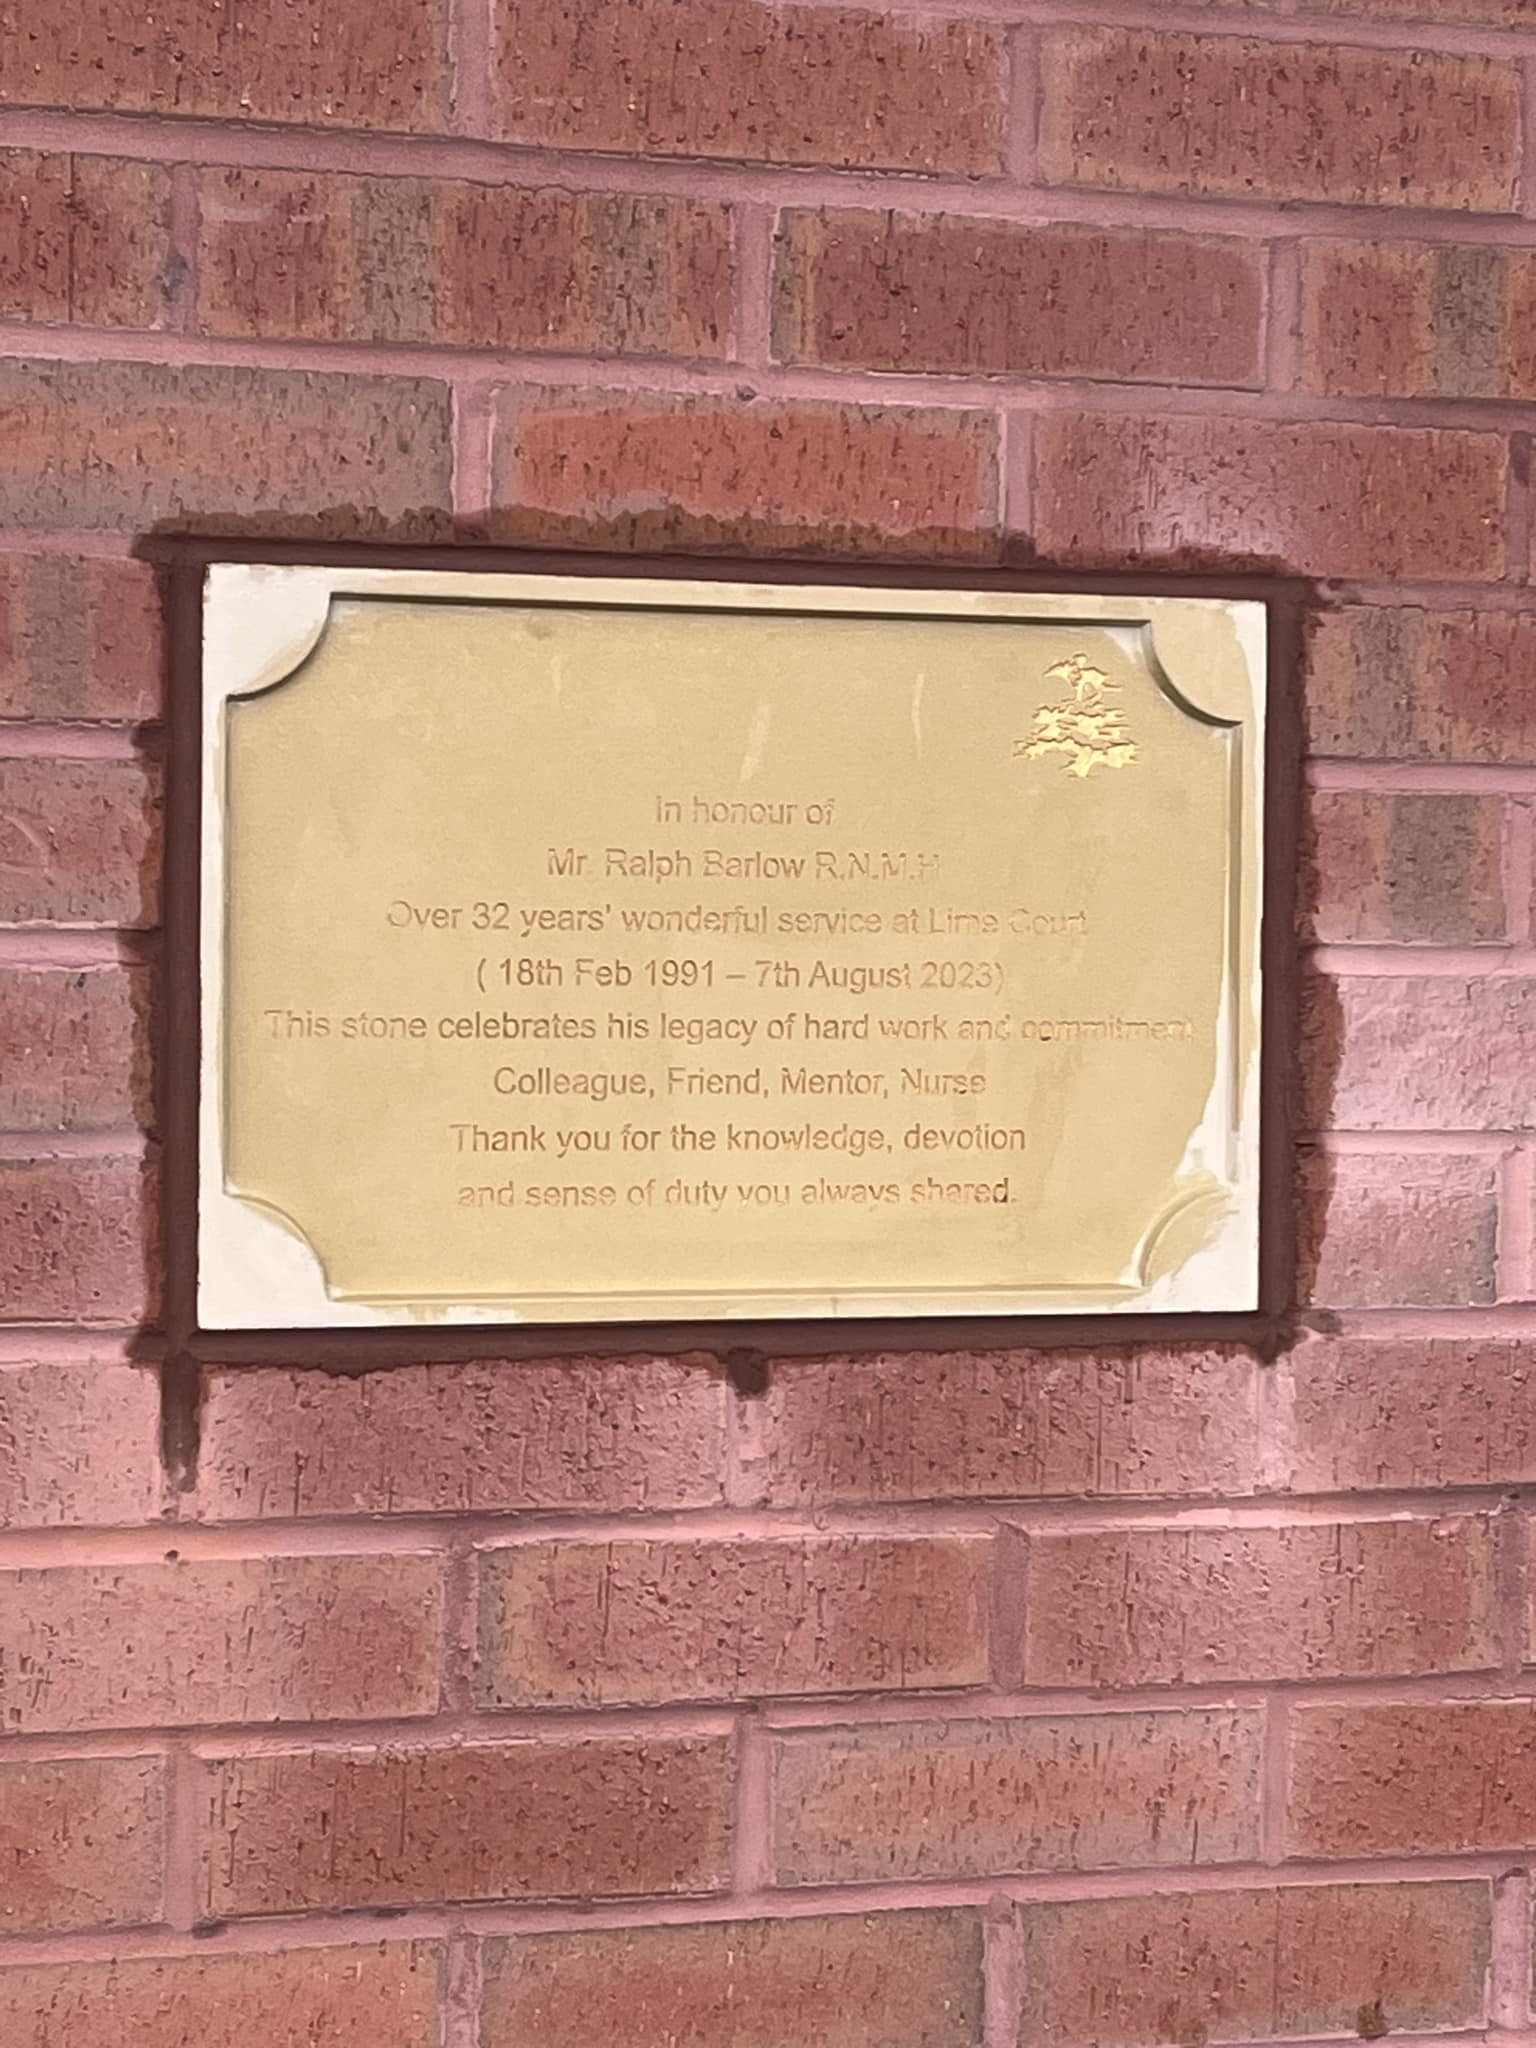 In honour of
Mr. Ralph Barlow R.N.M.H
Over 32 years' wonderful service at Lime Court
( 18th Feb 1991 – 7th August 2023)
This stone celebrates his legacy of hard work and commitment
Colleague, Friend, Mentor, Nurse
Thank you for the knowledge, devotion
and sense of duty you always shared.